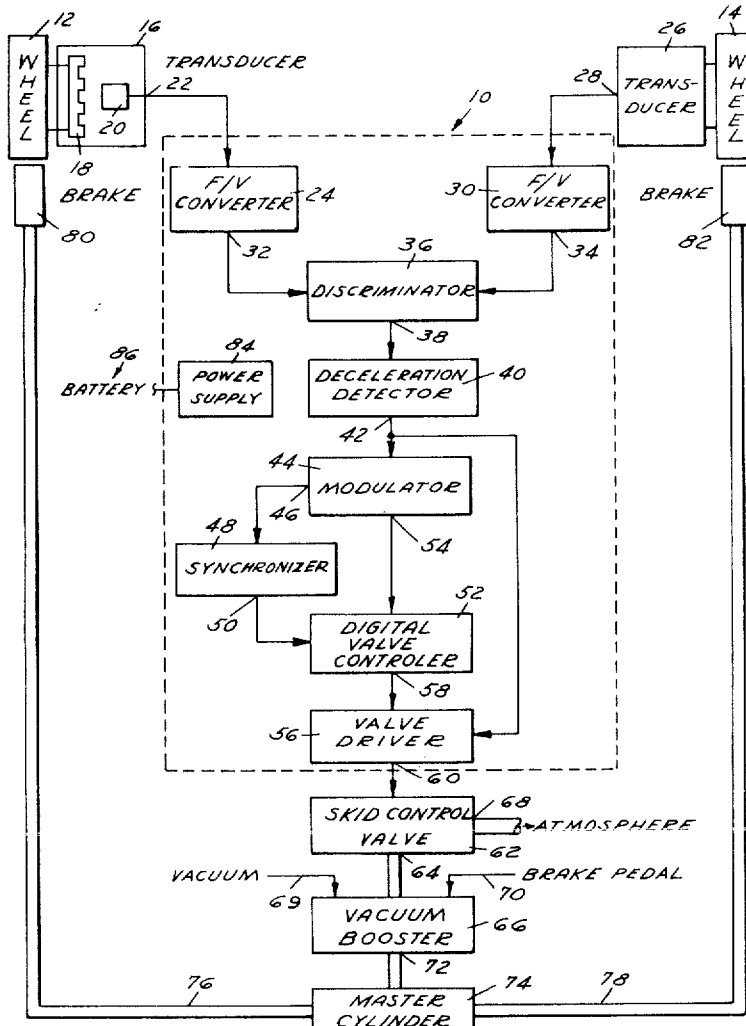 12
16
26
14
WHEEL
TRANSDUCER
22
20
18
TRANS-
DUCER
28
WHEEL
10
BRAKE
80
F/V
CONVERTER
24
30
F/V
CONVERTER
BRAKE
82
32
34
36
DISCRIMINATOR
38
86
BATTERY
84
POWER
SUPPLY
DECELERATION
DETECTOR
40
42
44
MODULATOR
46
54
48
SYNCHRONIZER
50
52
DIGITAL
VALVE
CONTROLER
58
56
VALVE
DRIVER
60
SKID CONTROL
VALVE
68
ATMOSPHERE
62
64
VACUUM
69
BRAKE PEDAL
70
VACUUM
BOOSTER
66
72
76
MASTER
CYLINDER
74
78